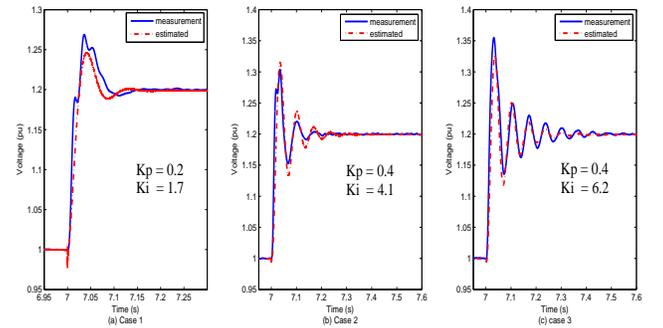 1.3
1.25
1.2
1.15
1.1
1.05
1
0.95
Voltage (pu)
measurement
estimated
Kp = 0.2
Ki = 1.7
6.95 7 7.05 7.1 7.15 7.2 7.25
Time (s)
(a) Case 1
1.4
1.35
1.3
1.25
1.2
1.15
1.1
1.05
1
0.95
Voltage (pu)
measurement
estimated
Kp = 0.4
Ki = 4.1
7 7.1 7.2 7.3 7.4 7.5 7.6
Time (s)
(b) Case 2
1.4
1.35
1.3
1.25
1.2
1.15
1.1
1.05
1
0.95
Voltage (pu)
measurement
estimated
Kp = 0.4
Ki = 6.2
7 7.1 7.2 7.3 7.4 7.5 7.6
Time (s)
(c) case 3